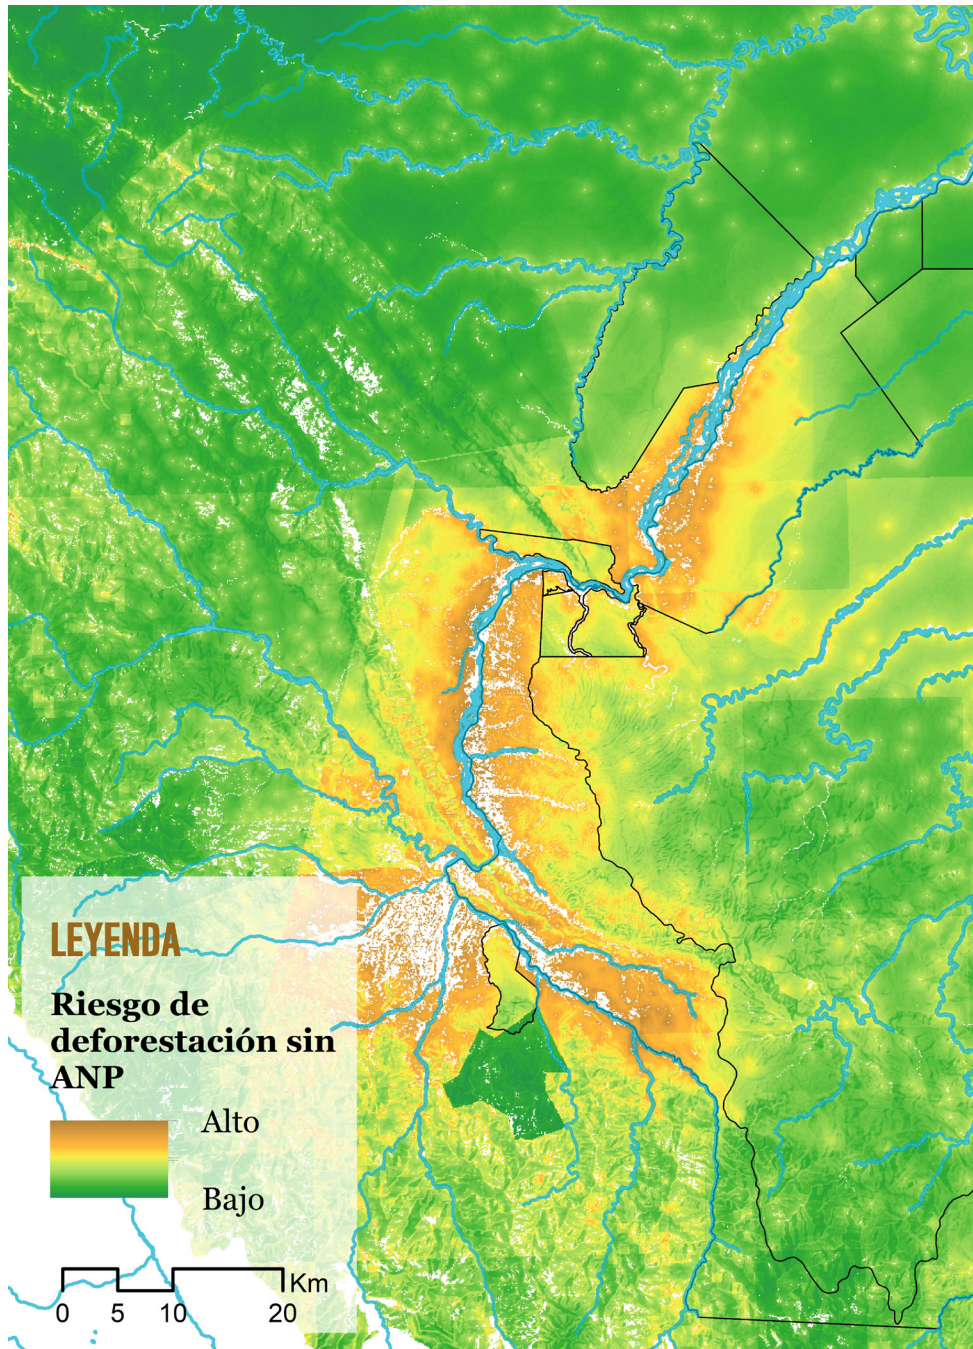 LEYENDA
Riesgo de
deforestación sin
ANP
Alto
Bajo
Km
0 5 10 20